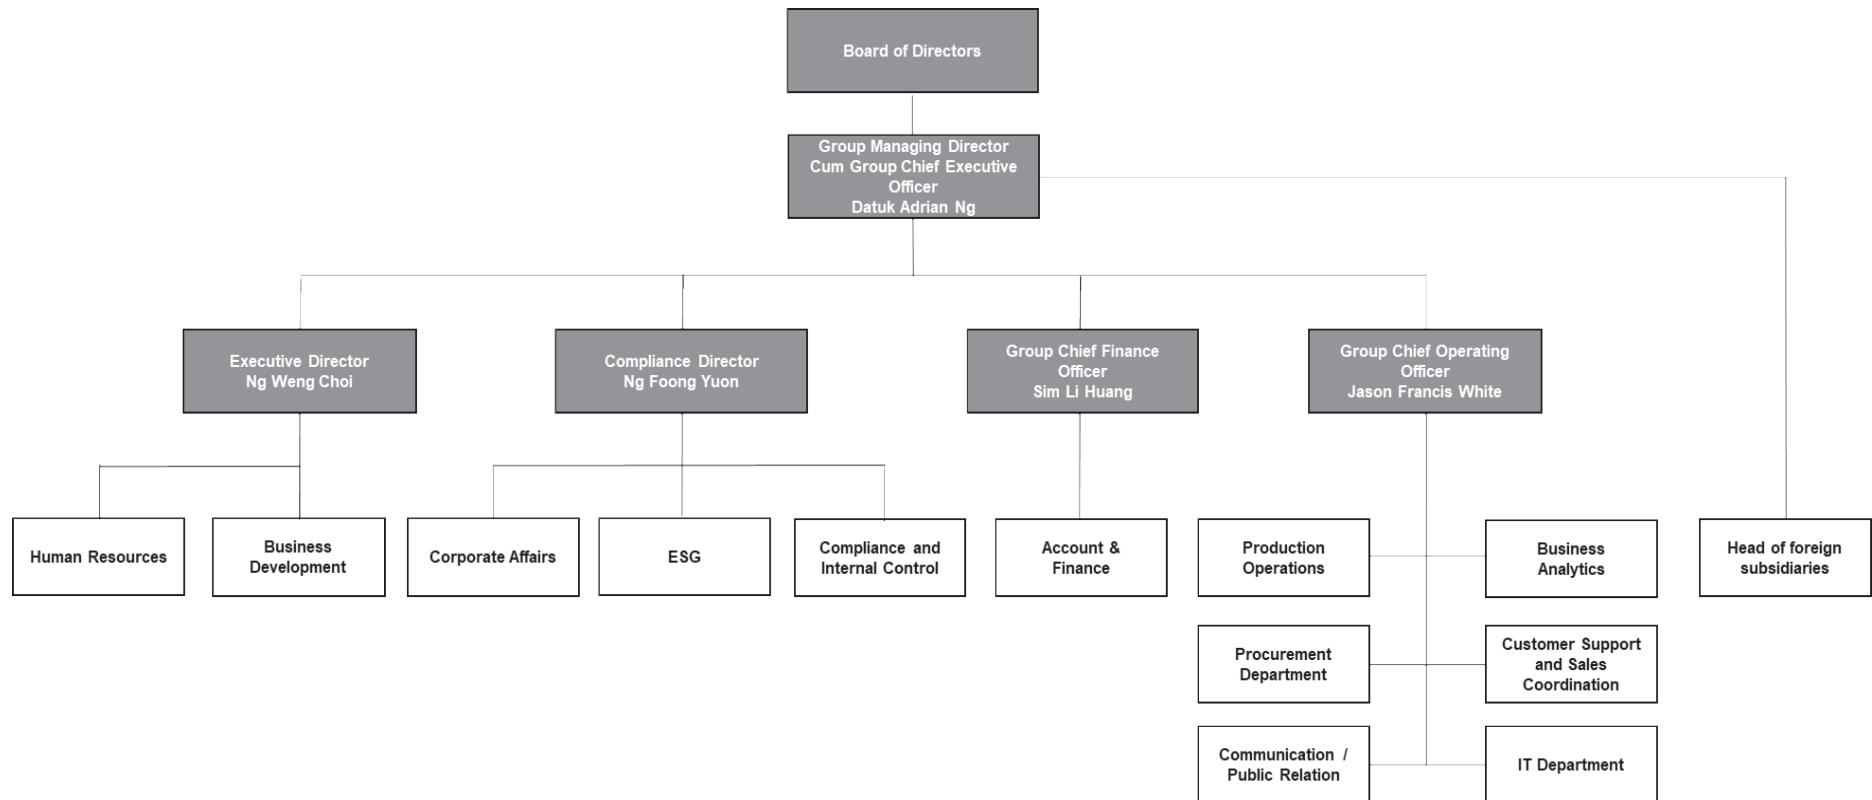 Board of Directors
Group Managing Director
Cum Group Chief Executive
Officer
Datuk Adrian Ng
Executive Director
Ng Weng Choi
Compliance Director
Ng Foong Yuon
Group Chief Finance
Officer
Sim Li Huang
Group Chief Operating
Officer
Jason Francis White
Human Resources
Business
Development
Corporate Affairs
ESG
Compliance and
Internal Control
Account &
Finance
Production
Operations
Business
Analytics
Head of foreign
subsidiaries
Procurement
Department
Customer Support
and Sales
Coordination
Communication /
Public Relation
IT Department